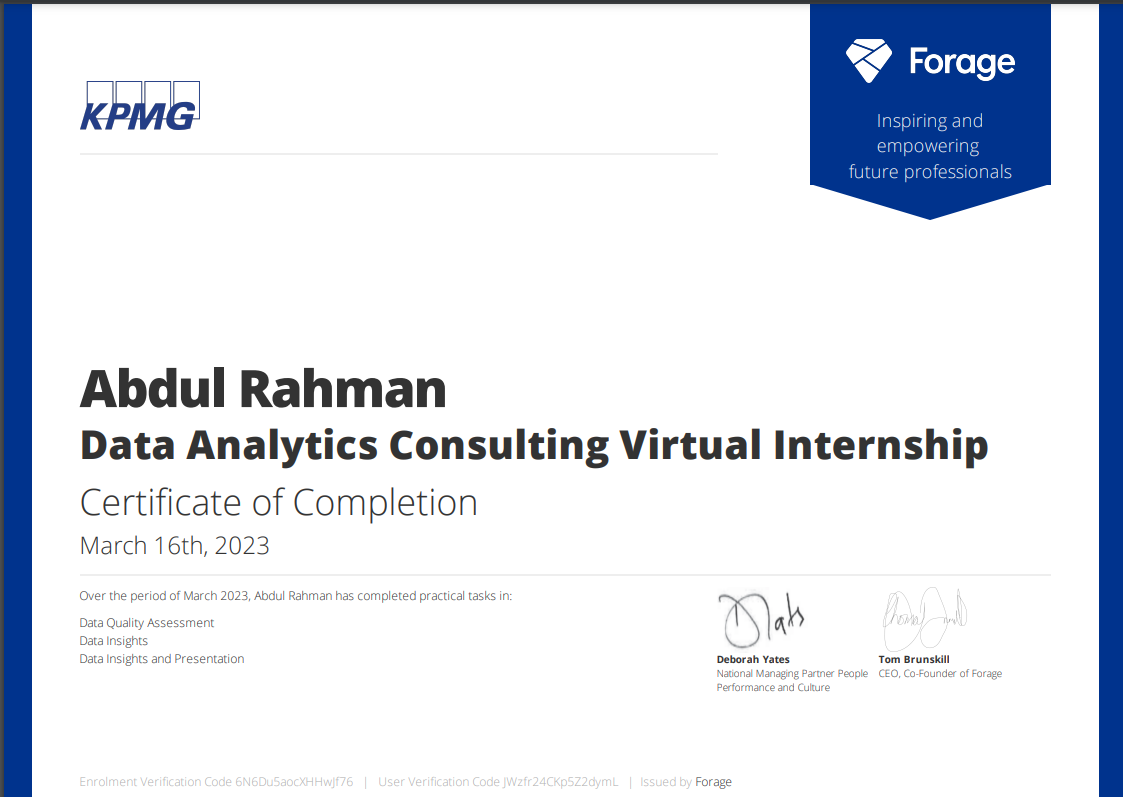 KPMG
Forage
Inspiring and
empowering
future professionals
Abdul Rahman
Data Analytics Consulting Virtual Internship
Certificate of Completion
March 16th, 2023
Over the period of March 2023, Abdul Rahman has completed practical tasks in:
Data Quality Assessment
Data Insights
Data Insights and Presentation
Deborah Yates
National Managing Partner People
Performance and Culture
Tom Brunskill
CEO, Co-Founder of Forage
Enrolment Verification Code 6N6Du5aocXHHwJf76 | User Verification Code JWzfr24CKp5Z2dymL | Issued by Forage